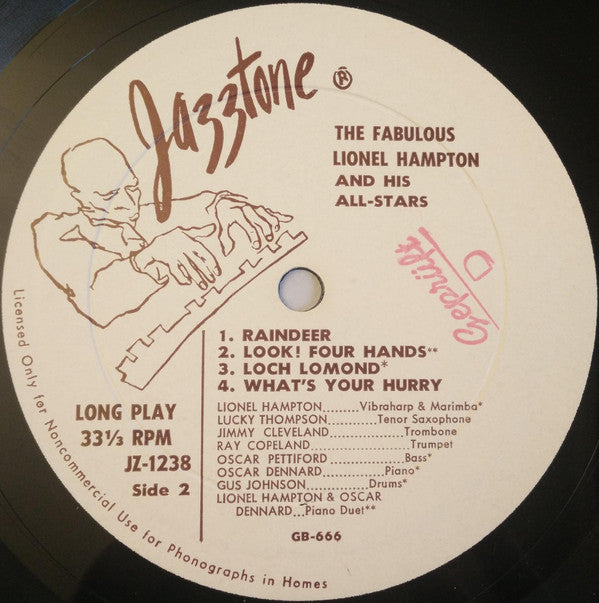 Jazztone ®
THE FABULOUS
LIONEL HAMPTON
AND HIS
ALL-STARS
Geprüft
1. RAINDEER
2. LOOK! FOUR HANDS**
3. LOCH LOMOND*
4. WHAT'S YOUR HURRY
LONG PLAY
33⅓ RPM
JZ-1238
Side 2
LIONEL HAMPTON..........Vibraharp & Marimba*
LUCKY THOMPSON............Tenor Saxophone
JIMMY CLEVELAND..................Trombone
RAY COPELAND.........................Trumpet
OSCAR PETTIFORD......................Bass*
OSCAR DENNARD.................Piano*
GUS JOHNSON................Drums*
LIONEL HAMPTON & OSCAR
DENNARD...Piano Duet**
GB-666
Licensed Only for Noncommercial Use for Phonographs in Homes